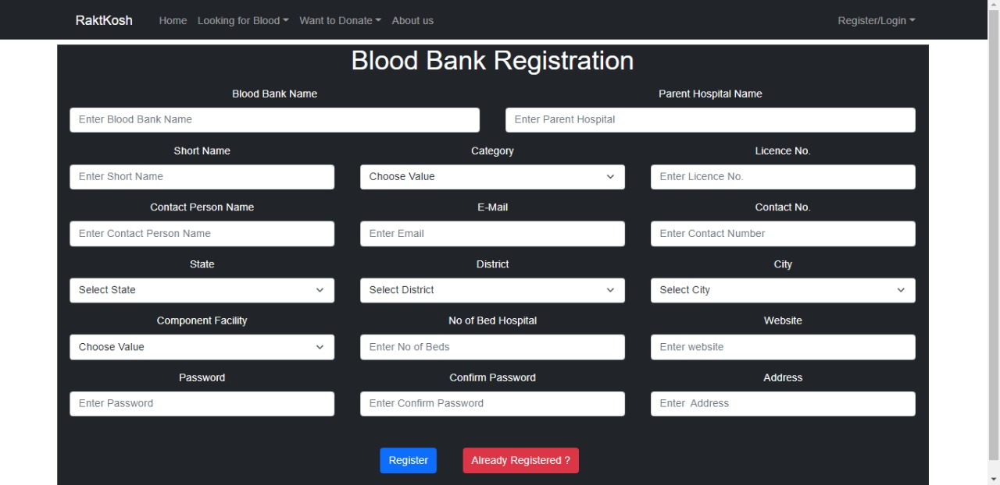 RaktKosh Home Looking for Blood Want to Donate About us Register/Login
Blood Bank Registration
Blood Bank Name Parent Hospital Name
Enter Blood Bank Name Enter Parent Hospital
Short Name Category Licence No.
Enter Short Name Choose Value Enter Licence No.
Contact Person Name E-Mail Contact No.
Enter Contact Person Name Enter Email Enter Contact Number
State District City
Select State Select District Select City
Component Facility No of Bed Hospital Website
Choose Value Enter No of Beds Enter website
Password Confirm Password Address
Enter Password Enter Confirm Password Enter  Address
Register Already Registered ?